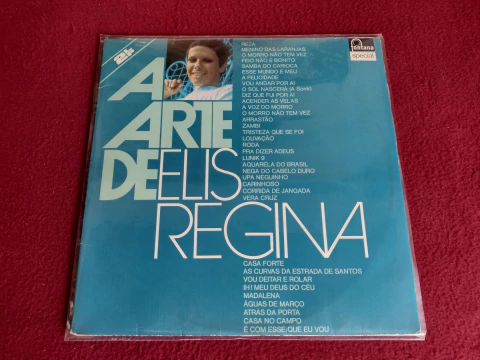 2
fontana
special
REZA
MENINO DAS LARANJAS
O MORRO NÃO TEM VEZ
FEIO NÃO É BONITO
SAMBA DO CARIOCA
ESSE MUNDO É MEU
A FELICIDADE
VOU ANDAR POR AÍ
O SOL NASCERÁ (A Sorrir)
DIZ QUE FUI POR AÍ
ACENDER AS VELAS
A VOZ DO MORRO
O MORRO NÃO TEM VEZ
ARRASTÃO
ZAMBI
TRISTEZA QUE SE FOI
LOUVAÇÃO
RODA
PRA DIZER ADEUS
LUNIK 9
AQUARELA DO BRASIL
NEGA DO CABELO DURO
UPA NEGUINHO
CARINHOSO
CORRIDA DE JANGADA
VERA CRUZ
A
ARTE
DE ELIS
REGINA
CASA FORTE
AS CURVAS DA ESTRADA DE SANTOS
VOU DEITAR E ROLAR
IH! MEU DEUS DO CÉU
MADALENA
ÁGUAS DE MARÇO
ATRÁS DA PORTA
CASA NO CAMPO
É COM ESSE QUE EU VOU